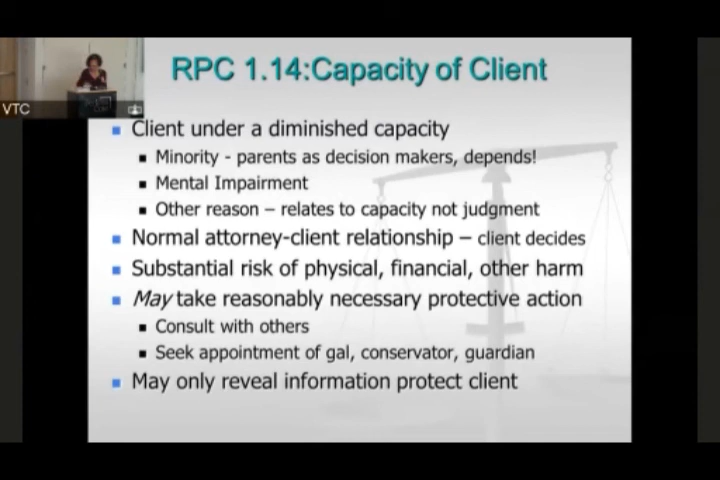 RPC 1.14:Capacity of Client
VTC
Client under a diminished capacity
Minority - parents as decision makers, depends!
Mental Impairment
Other reason – relates to capacity not judgment
Normal attorney-client relationship – client decides
Substantial risk of physical, financial, other harm
May take reasonably necessary protective action
Consult with others
Seek appointment of gal, conservator, guardian
May only reveal information protect client